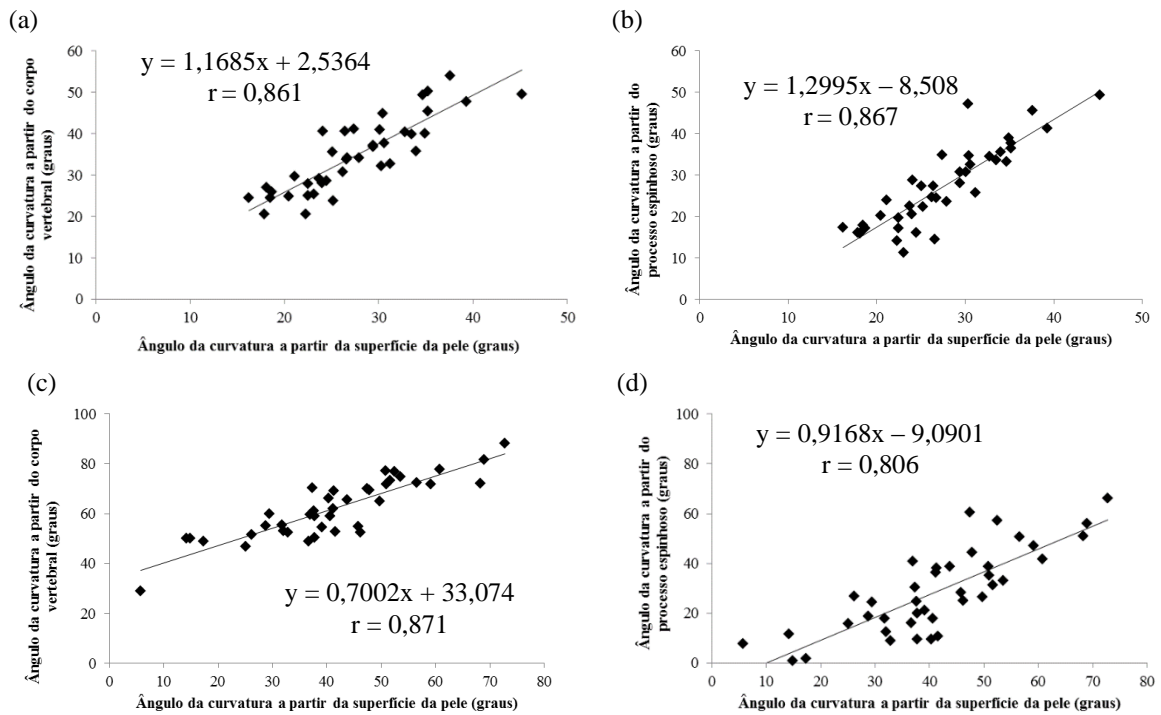 (a)
y = 1,1685x + 2,5364
r = 0,861
Ângulo da curvatura a partir do corpo
vertebral (graus)
60
50
40
30
20
10
0
0 10 20 30 40 50
Ângulo da curvatura a partir da superfície da pele (graus)
(b)
y = 1,2995x – 8,508
r = 0,867
Ângulo da curvatura a partir do
processo espinhoso (graus)
60
50
40
30
20
10
0
0 10 20 30 40 50
Ângulo da curvatura a partir da superfície da pele (graus)
(c)
Ângulo da curvatura a partir do corpo
vertebral (graus)
100
80
60
40
20
0
y = 0,7002x + 33,074
r = 0,871
0 10 20 30 40 50 60 70 80
Ângulo da curvatura a partir da superfície da pele (graus)
(d)
y = 0,9168x – 9,0901
r = 0,806
Ângulo da curvatura a partir do
processo espinhoso (graus)
100
80
60
40
20
0
0 10 20 30 40 50 60 70 80
Ângulo da curvatura a partir da superfície da pele (graus)